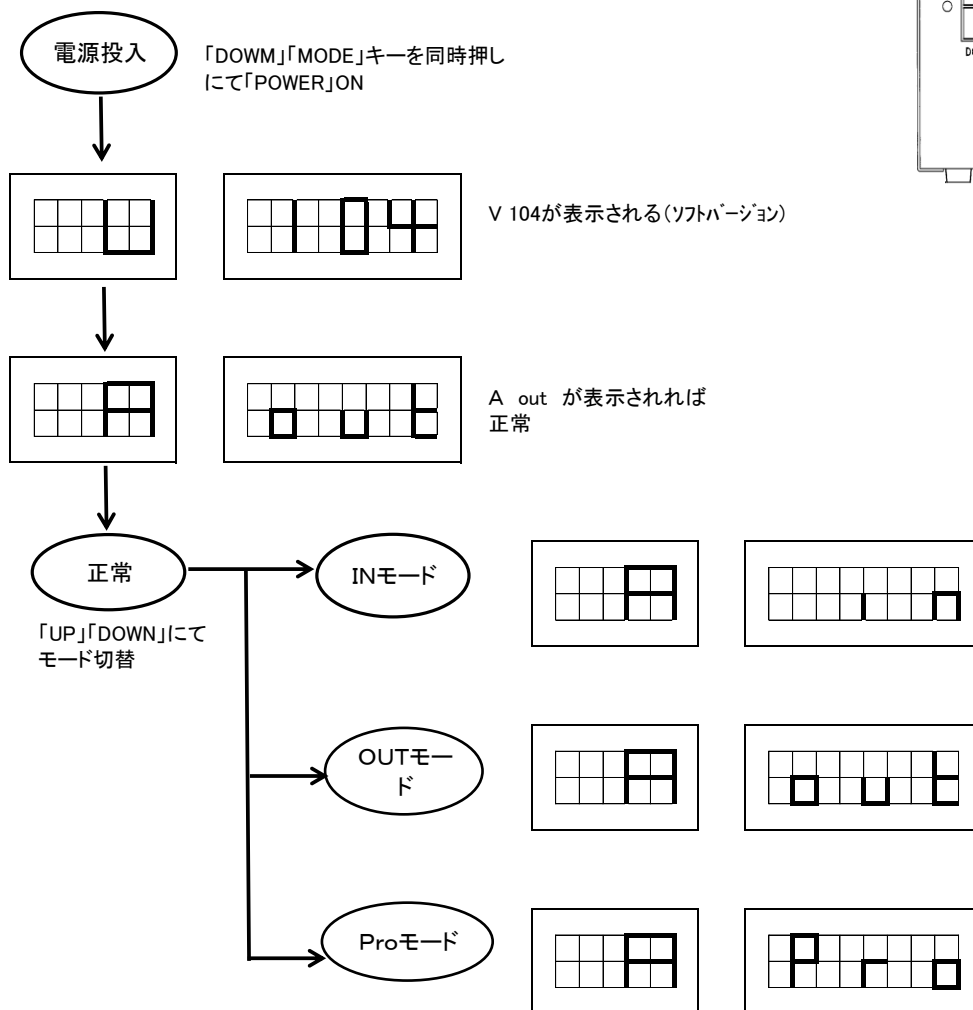 電源投入
「DOWM」「MODE」キーを同時押し
にて「POWER」ON
V 104が表示される(ｿﾌﾄﾊﾞｰｼﾞｮﾝ)
A out が表示されれば
正常
正常
「UP」「DOWN」にて
モード切替
INモード
OUTモー
ド
Proモード